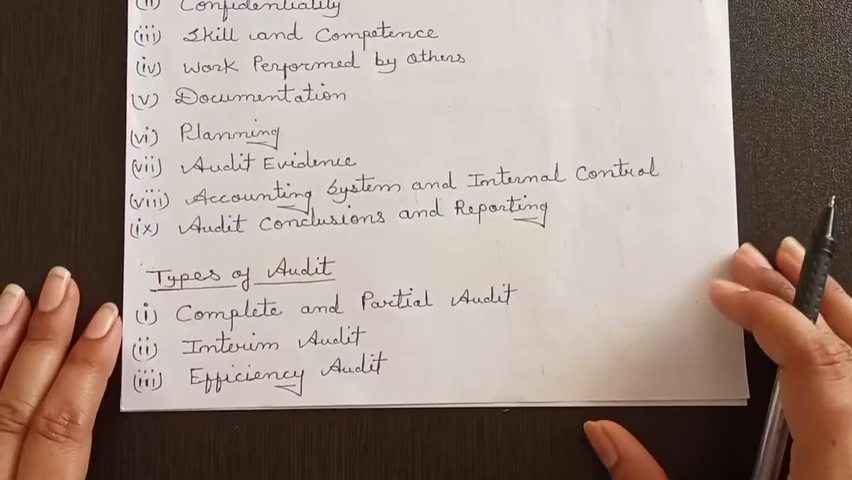 (ii) Confidentiality
(iii) Skill and Competence
(iv) Work Performed by Others
(v) Documentation
(vi) Planning
(vii) Audit Evidence
(viii) Accounting System and Internal Control
(ix) Audit Conclusions and Reporting
Types of Audit
(i) Complete and Partial Audit
(ii) Interim Audit
(iii) Efficiency Audit